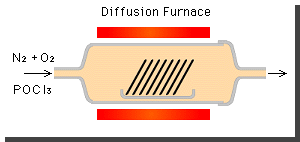 Diffusion Furnace
N₂ + O₂
POCl₃